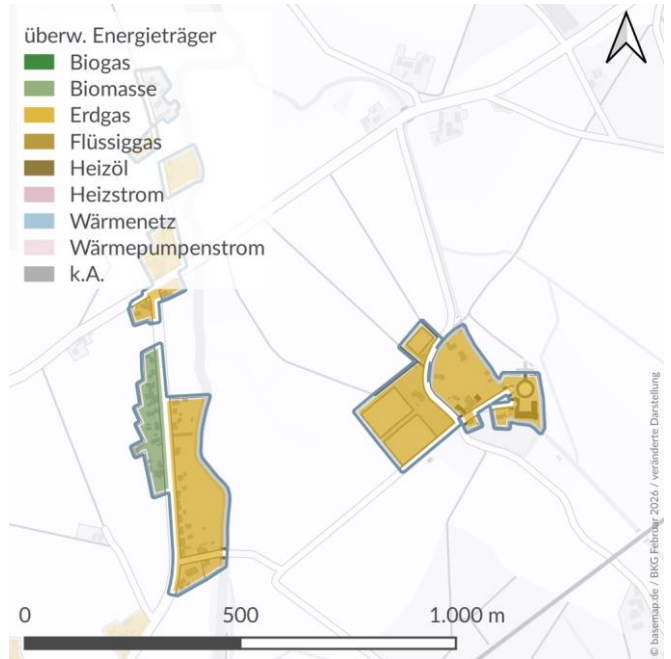 überw. Energieträger
Biogas
Biomasse
Erdgas
Flüssiggas
Heizöl
Heizstrom
Wärmenetz
Wärmepumpenstrom
k.A.
0 500 1.000 m
© basemap.de / BKG Februar 2026 / veränderte Darstellung